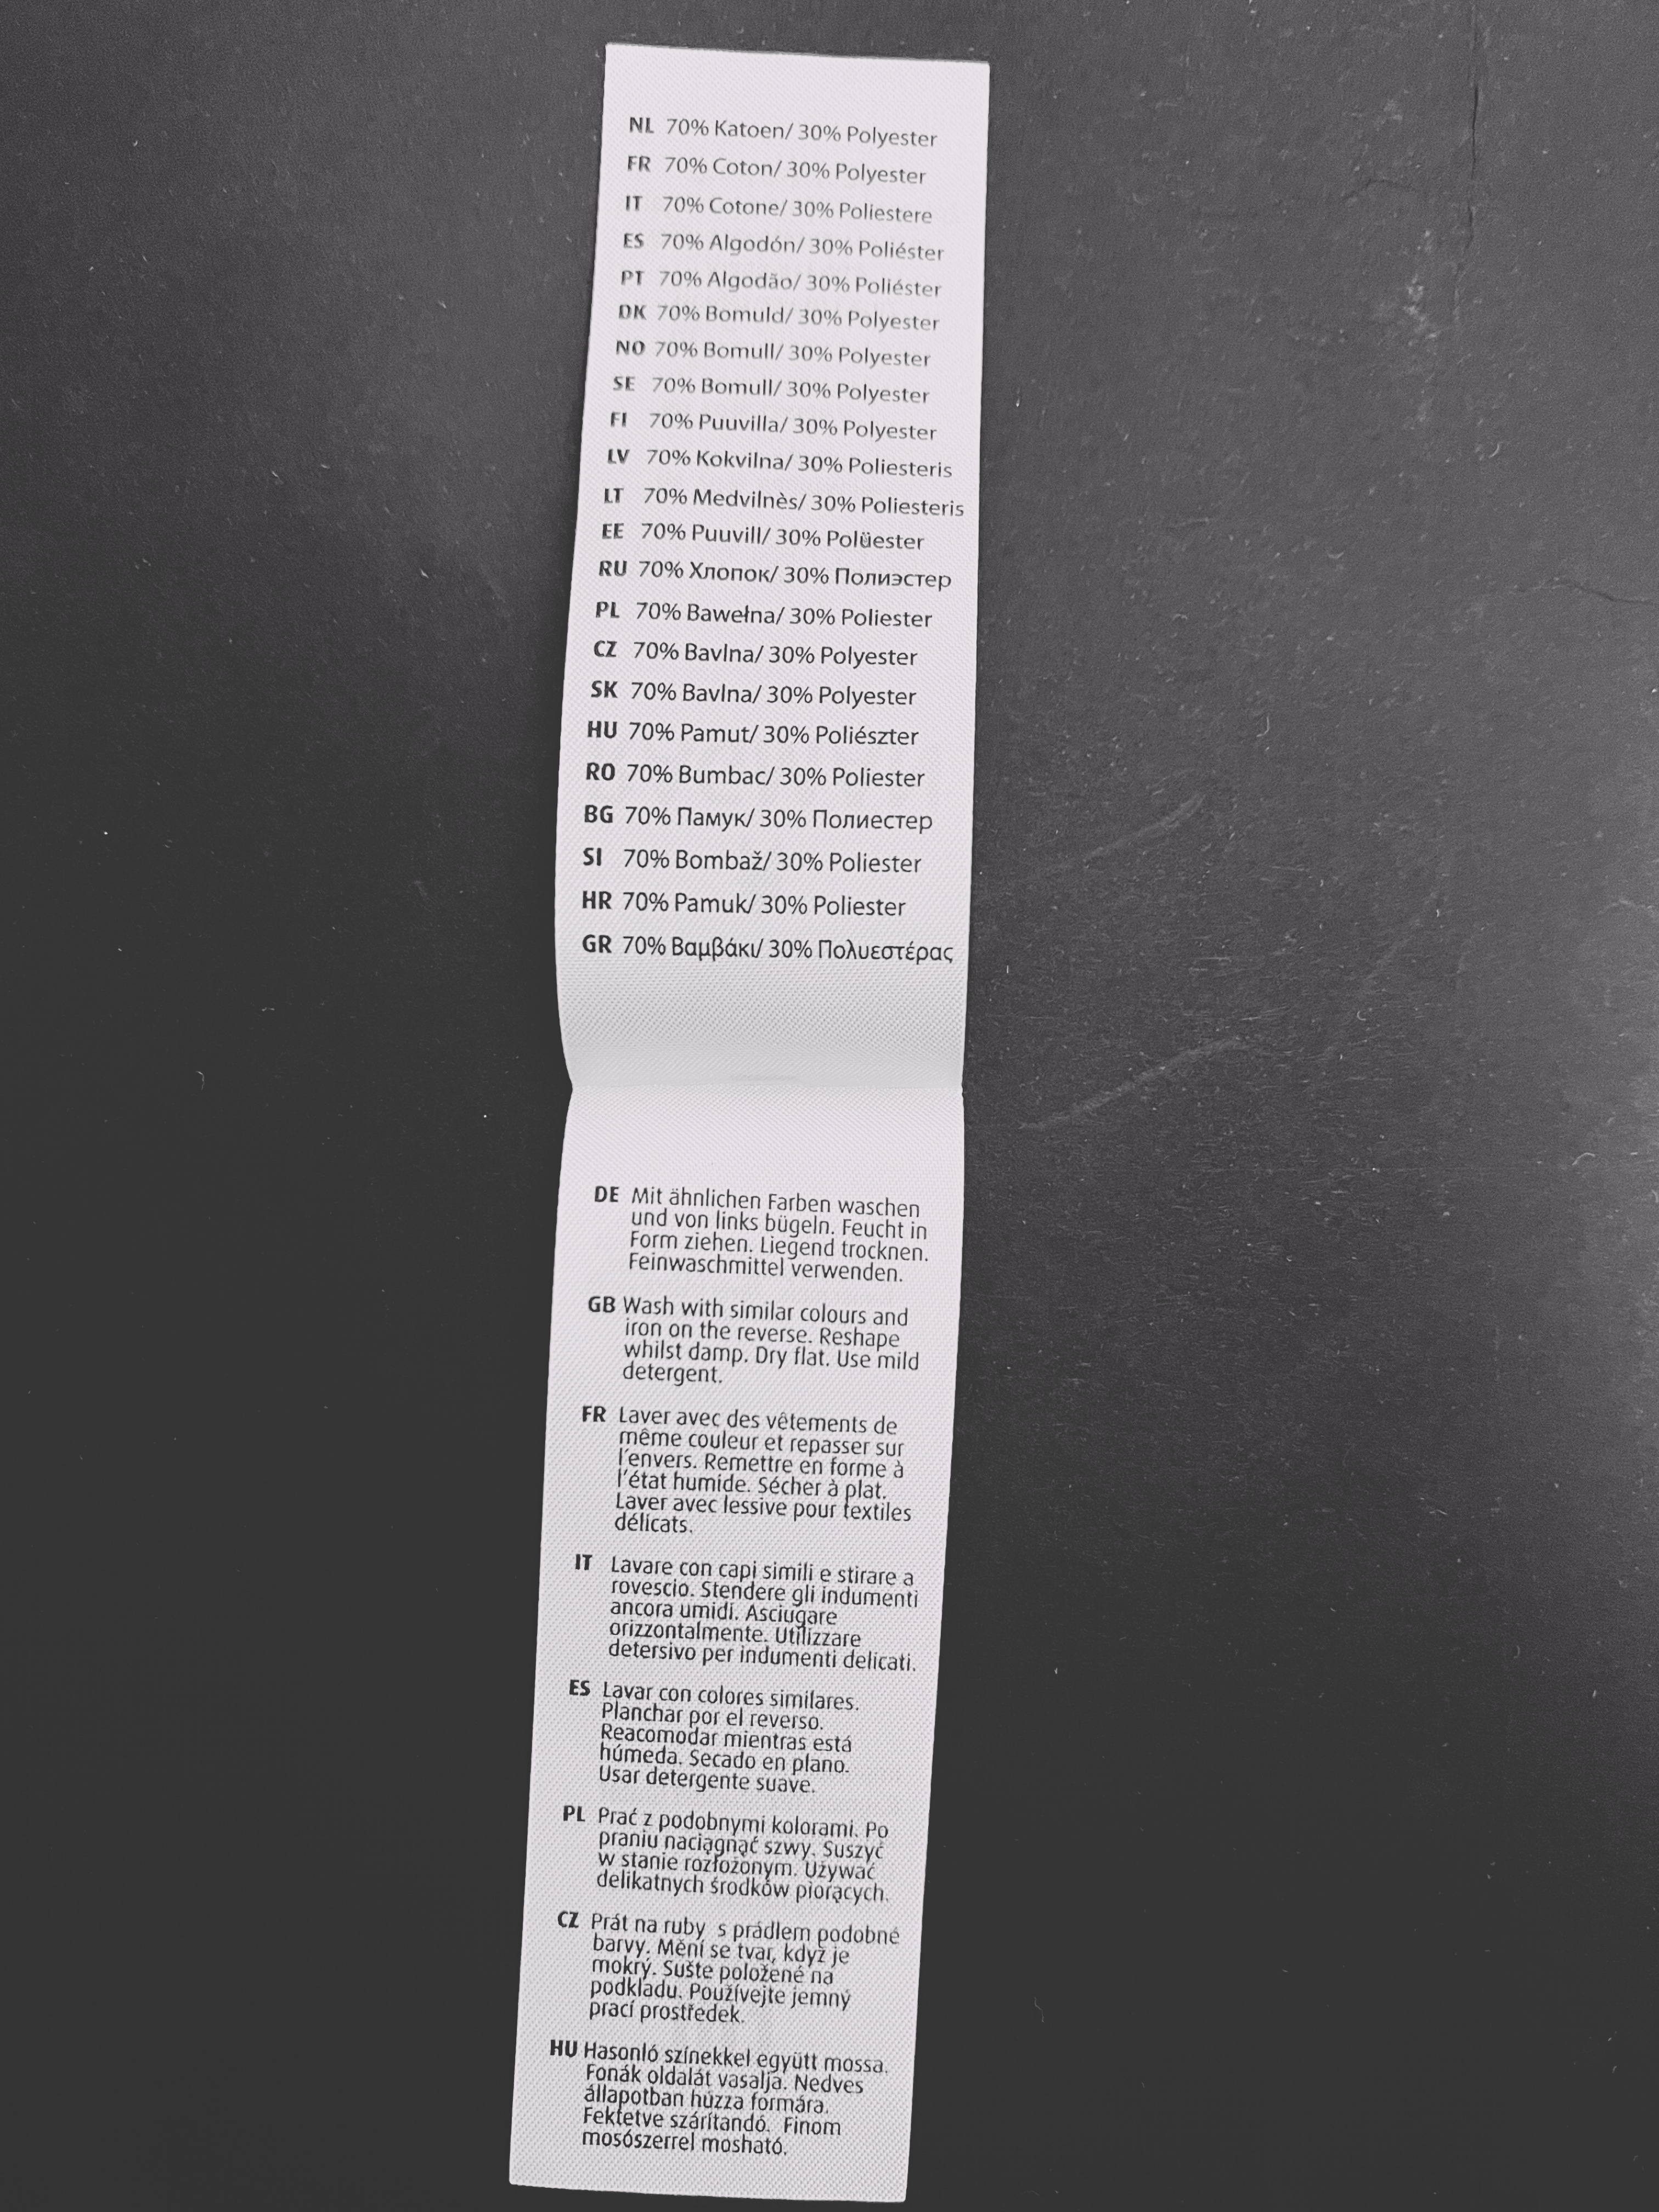 NL 70% Katoen/ 30% Polyester
FR 70% Coton/ 30% Polyester
IT 70% Cotone/ 30% Poliestere
ES 70% Algodón/ 30% Poliéster
PT 70% Algodão/ 30% Poliéster
DK 70% Bomuld/ 30% Polyester
NO 70% Bomull/ 30% Polyester
SE 70% Bomull/ 30% Polyester
FI 70% Puuvilla/ 30% Polyester
LV 70% Kokvilna/ 30% Poliesteris
LT 70% Medvilnès/ 30% Poliesteris
EE 70% Puuvill/ 30% Polüester
RU 70% Хлопок/ 30% Полиэстер
PL 70% Bawełna/ 30% Poliester
CZ 70% Bavlna/ 30% Polyester
SK 70% Bavlna/ 30% Polyester
HU 70% Pamut/ 30% Poliészter
RO 70% Bumbac/ 30% Poliester
BG 70% Памук/ 30% Полиестер
SI 70% Bombaž/ 30% Poliester
HR 70% Pamuk/ 30% Poliester
GR 70% Βαμβάκι/ 30% Πολυεστέρας
DE Mit ähnlichen Farben waschen
und von links bügeln. Feucht in
Form ziehen. Liegend trocknen.
Feinwaschmittel verwenden.
GB Wash with similar colours and
iron on the reverse. Reshape
whilst damp. Dry flat. Use mild
detergent.
FR Laver avec des vêtements de
même couleur et repasser sur
l'envers. Remettre en forme à
l'état humide. Sécher à plat.
Laver avec lessive pour textiles
délicats.
IT Lavare con capi simili e stirare a
rovescio. Stendere gli indumenti
ancora umidi. Asciugare
orizzontalmente. Utilizzare
detersivo per indumenti delicati.
ES Lavar con colores similares.
Planchar por el reverso.
Reacomodar mientras está
húmeda. Secado en plano.
Usar detergente suave.
PL Prać z podobnymi kolorami. Po
praniu naciągnąć szwy. Suszyć
w stanie rozłożonym. Używać
delikatnych środków piorących.
CZ Prát na ruby s prádlem podobné
barvy. Mění se tvar, když je
mokrý. Sušte položené na
podkladu. Používejte jemný
prací prostředek.
HU Hasonló színekkel együtt mossa.
Fonák oldalát vasalja. Nedves
állapotban húzza formára.
Fektetve szárítandó. Finom
mosószerrel mosható.